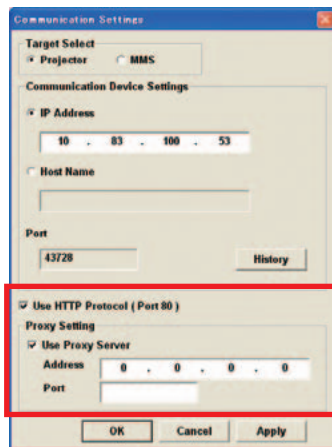 Communication Settings
Target Select
Projector MMS
Communication Device Settings
IP Address
10 . 83 . 100 . 53
Host Name
Port
43728 History
Use HTTP Protocol ( Port 80 )
Proxy Setting
Use Proxy Server
Address 0 . 0 . 0 . 0
Port
OK Cancel Apply